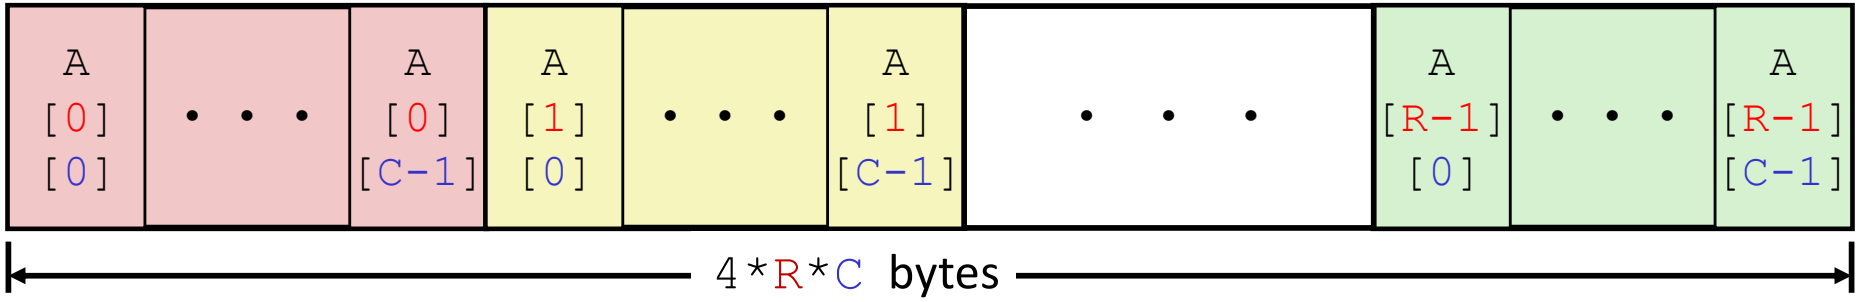 A • • • A A • • • A • • • A • • • A
[0] [0] [1] [1] [R-1] [R-1]
[0] [C-1] [0] [C-1] [0] [C-1]
4*R*C bytes